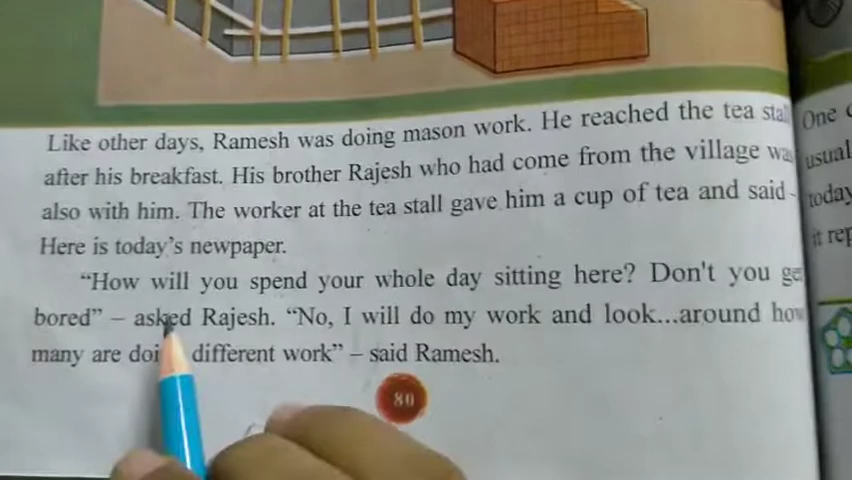 Like other days, Ramesh was doing mason work. He reached the tea stall
after his breakfast. His brother Rajesh who had come from the village was
also with him. The worker at the tea stall gave him a cup of tea and said -
Here is today's newpaper.
“How will you spend your whole day sitting here? Don't you get
bored” – asked Rajesh. “No, I will do my work and look...around how
many are doi different work” – said Ramesh.
80
One
usual
today
it rep